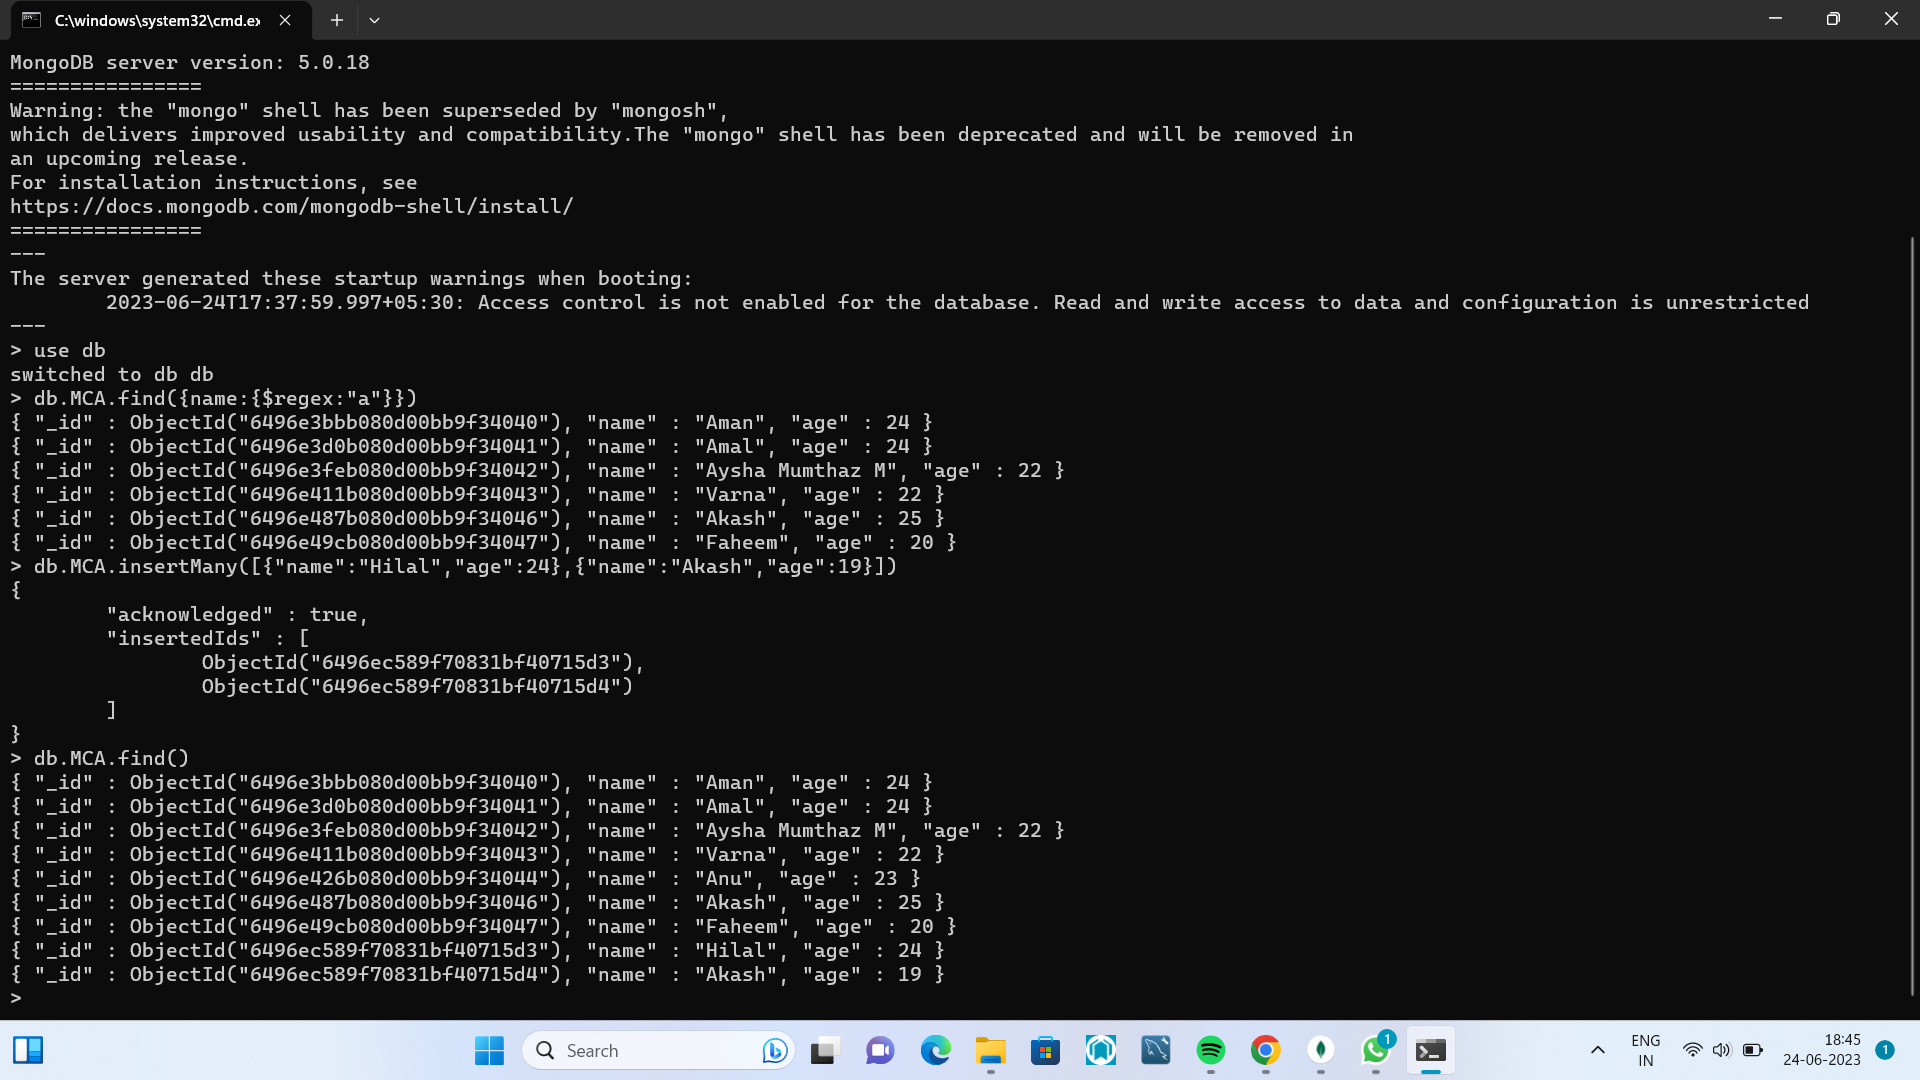 C:\windows\system32\cmd.ex
MongoDB server version: 5.0.18
================
Warning: the "mongo" shell has been superseded by "mongosh",
which delivers improved usability and compatibility.The "mongo" shell has been deprecated and will be removed in
an upcoming release.
For installation instructions, see
https://docs.mongodb.com/mongodb-shell/install/
================
---
The server generated these startup warnings when booting:
        2023-06-24T17:37:59.997+05:30: Access control is not enabled for the database. Read and write access to data and configuration is unrestricted
---
> use db
switched to db db
> db.MCA.find({name:{$regex:"a"}})
{ "_id" : ObjectId("6496e3bbb080d00bb9f34040"), "name" : "Aman", "age" : 24 }
{ "_id" : ObjectId("6496e3d0b080d00bb9f34041"), "name" : "Amal", "age" : 24 }
{ "_id" : ObjectId("6496e3feb080d00bb9f34042"), "name" : "Aysha Mumthaz M", "age" : 22 }
{ "_id" : ObjectId("6496e411b080d00bb9f34043"), "name" : "Varna", "age" : 22 }
{ "_id" : ObjectId("6496e487b080d00bb9f34046"), "name" : "Akash", "age" : 25 }
{ "_id" : ObjectId("6496e49cb080d00bb9f34047"), "name" : "Faheem", "age" : 20 }
> db.MCA.insertMany([{"name":"Hilal","age":24},{"name":"Akash","age":19}])
{
        "acknowledged" : true,
        "insertedIds" : [
                ObjectId("6496ec589f70831bf40715d3"),
                ObjectId("6496ec589f70831bf40715d4")
        ]
}
> db.MCA.find()
{ "_id" : ObjectId("6496e3bbb080d00bb9f34040"), "name" : "Aman", "age" : 24 }
{ "_id" : ObjectId("6496e3d0b080d00bb9f34041"), "name" : "Amal", "age" : 24 }
{ "_id" : ObjectId("6496e3feb080d00bb9f34042"), "name" : "Aysha Mumthaz M", "age" : 22 }
{ "_id" : ObjectId("6496e411b080d00bb9f34043"), "name" : "Varna", "age" : 22 }
{ "_id" : ObjectId("6496e426b080d00bb9f34044"), "name" : "Anu", "age" : 23 }
{ "_id" : ObjectId("6496e487b080d00bb9f34046"), "name" : "Akash", "age" : 25 }
{ "_id" : ObjectId("6496e49cb080d00bb9f34047"), "name" : "Faheem", "age" : 20 }
{ "_id" : ObjectId("6496ec589f70831bf40715d3"), "name" : "Hilal", "age" : 24 }
{ "_id" : ObjectId("6496ec589f70831bf40715d4"), "name" : "Akash", "age" : 19 }
>
Search
1
ENG
IN
18:45
24-06-2023
1